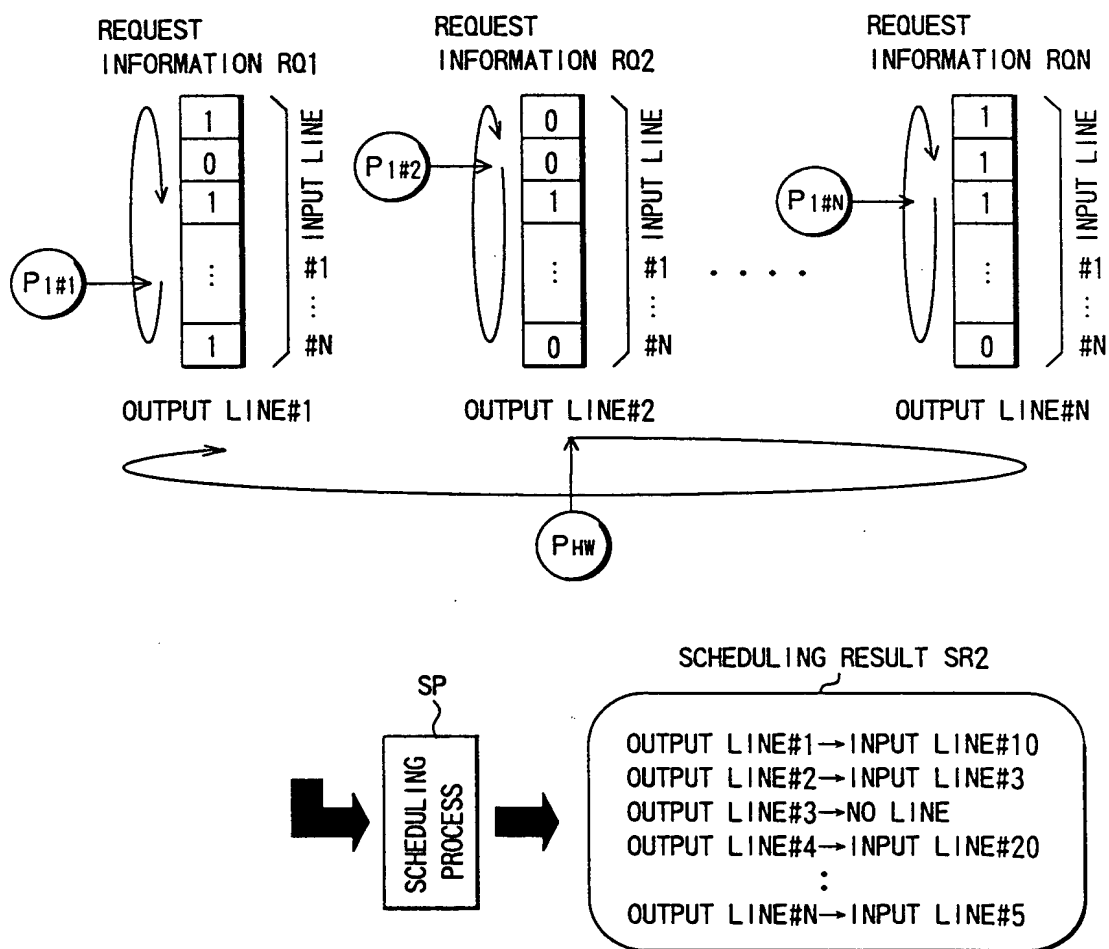 REQUEST
INFORMATION RQ1
REQUEST
INFORMATION RQ2
REQUEST
INFORMATION RQN
1
0
1
⋮
1
INPUT LINE
#1
⋮
#N
P1#1
0
0
1
⋮
0
INPUT LINE
#1
⋮
#N
P1#2
. . . .
1
1
1
⋮
0
INPUT LINE
#1
⋮
#N
P1#N
OUTPUT LINE#1
OUTPUT LINE#2
OUTPUT LINE#N
PHW
SP
SCHEDULING
PROCESS
SCHEDULING RESULT SR2
OUTPUT LINE#1→INPUT LINE#10
OUTPUT LINE#2→INPUT LINE#3
OUTPUT LINE#3→NO LINE
OUTPUT LINE#4→INPUT LINE#20
⋮
OUTPUT LINE#N→INPUT LINE#5